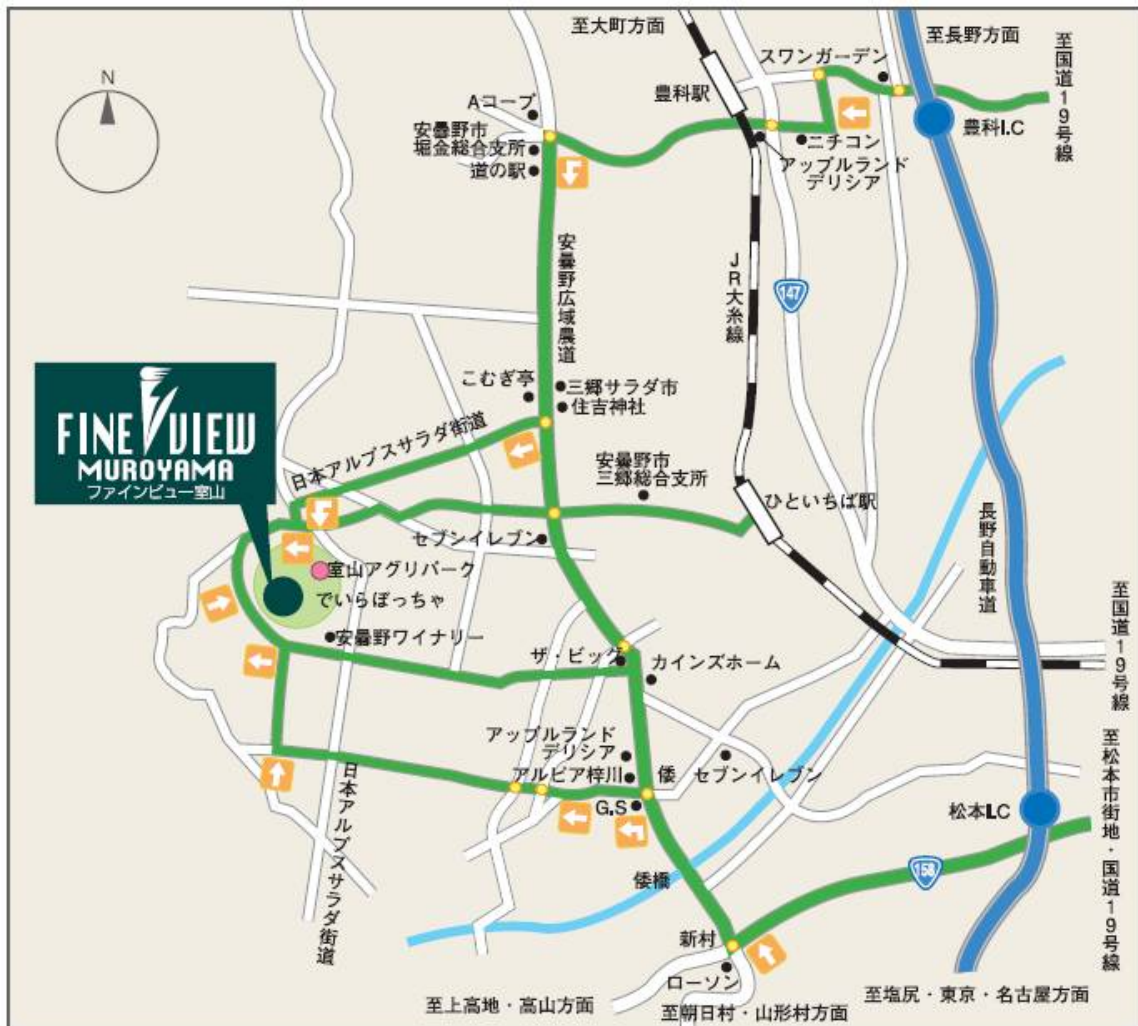 至大町方面
至長野方面
至国道19号線
スワンガーデン
N
豊科駅
Aコープ
安曇野市
堀金総合支所
道の駅
豊科I.C
ニチコン
アップルランド
デリシア
安曇野広域農道
JR大糸線
147
こむぎ亭
三郷サラダ市
住吉神社
FINE VIEW
MUROYAMA
ファインビュー室山
日本アルプスサラダ街道
安曇野市
三郷総合支所
ひといちば駅
長野自動車道
セブンイレブン
室山アグリパーク
でいらぼっちゃ
安曇野ワイナリー
ザ・ビッグ
カインズホーム
至国道19号線
アップルランド
デリシア
アルピア梓川
倭
セブンイレブン
G.S
日本アルプスサラダ街道
松本I.C
至松本市街地・国道19号線
158
倭橋
新村
ローソン
至上高地・高山方面
至朝日村・山形村方面
至塩尻・東京・名古屋方面